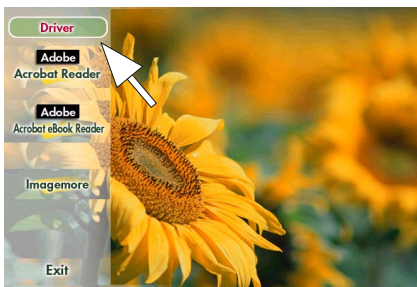 Driver
Adobe
Acrobat Reader
Adobe
Acrobat eBook Reader
Imagemore
Exit